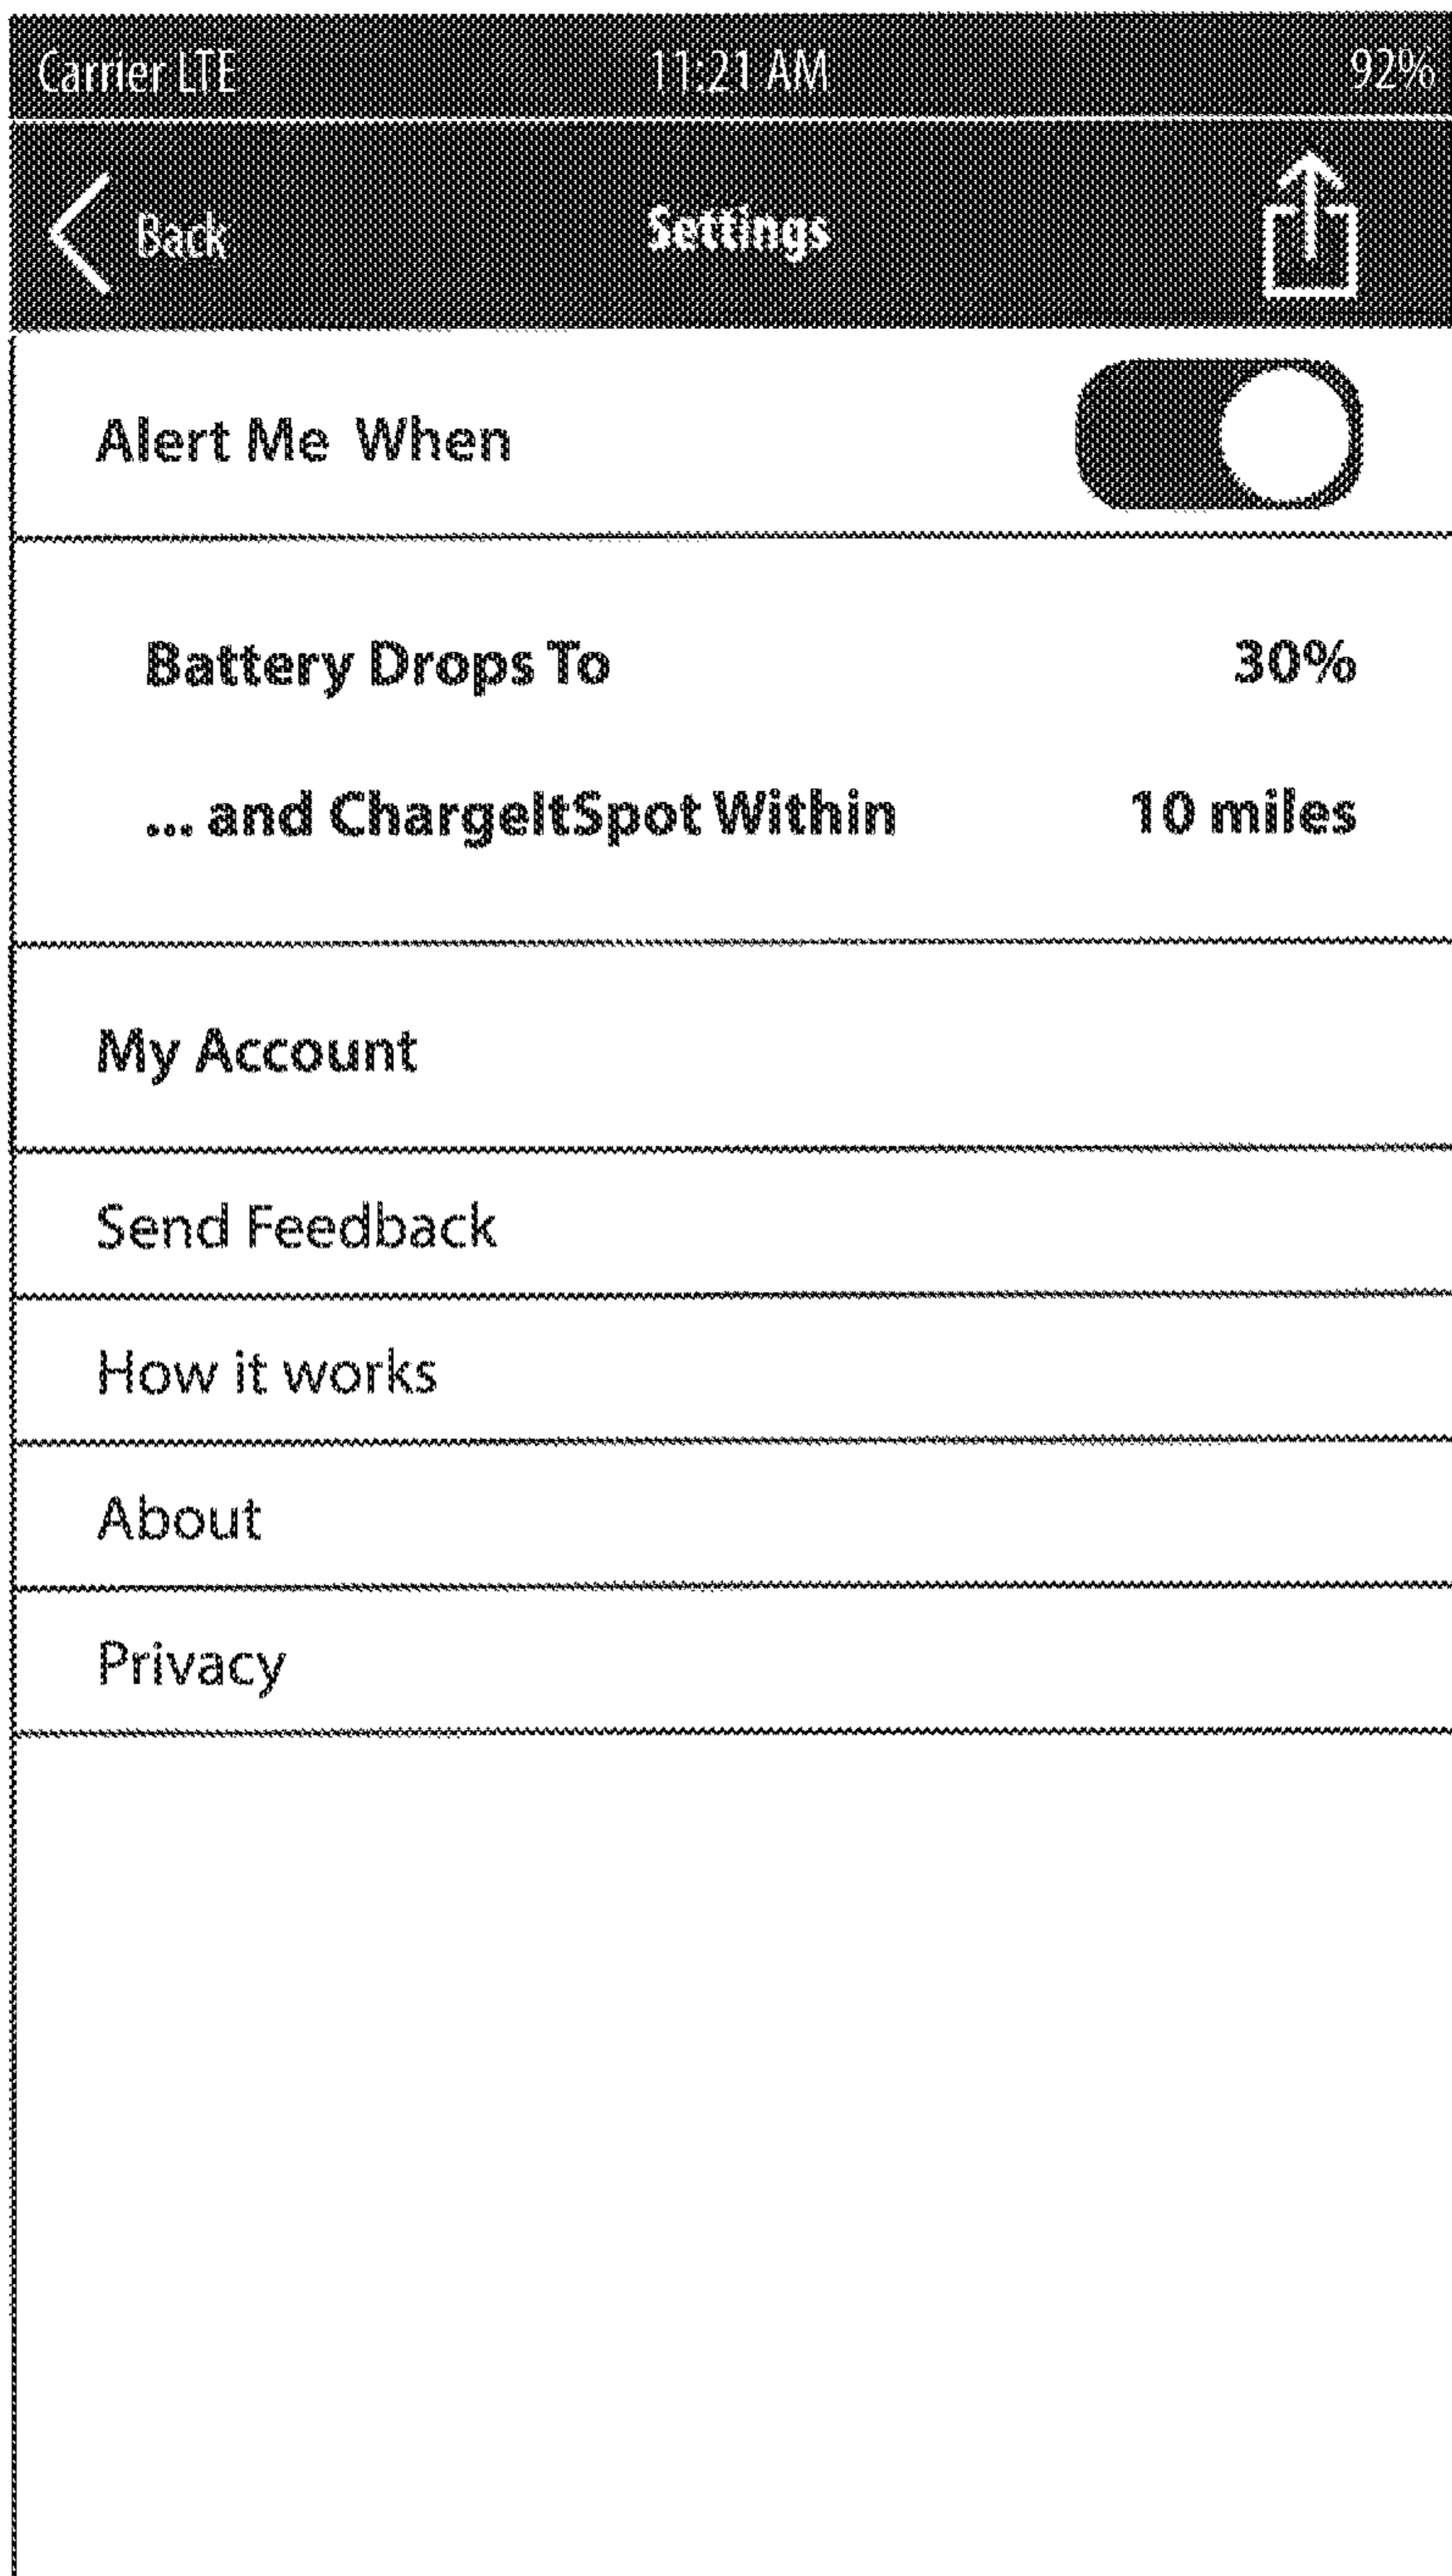 Carrier LTE 11:21 AM 92%
Back Settings
Alert Me When
Battery Drops To 30%
... and ChargeItSpot Within 10 miles
My Account
Send Feedback
How it works
About
Privacy